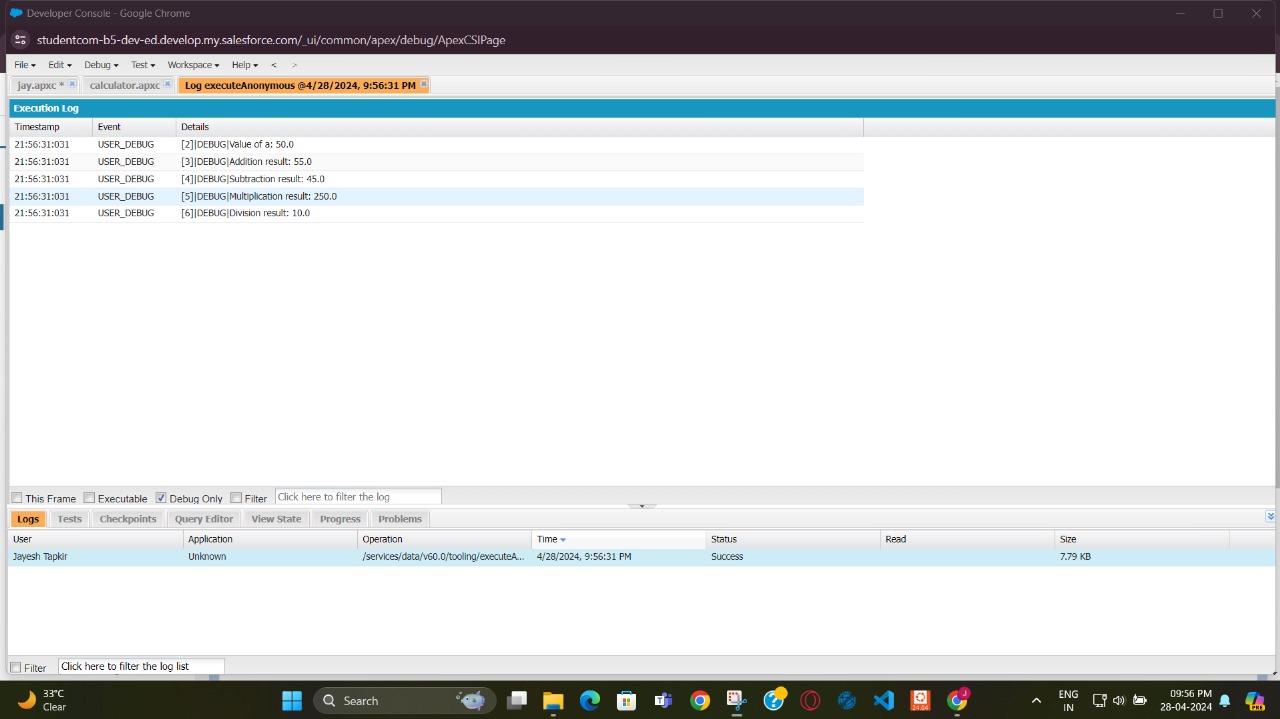 Developer Console - Google Chrome
studentcom-b5-dev-ed.develop.my.salesforce.com/_ui/common/apex/debug/ApexCSIPage
File Edit Debug Test Workspace Help < >
jay.apxc * calculator.apxc Log executeAnonymous @4/28/2024, 9:56:31 PM
Execution Log
Timestamp Event Details
21:56:31:031 USER_DEBUG [2]|DEBUG|Value of a: 50.0
21:56:31:031 USER_DEBUG [3]|DEBUG|Addition result: 55.0
21:56:31:031 USER_DEBUG [4]|DEBUG|Subtraction result: 45.0
21:56:31:031 USER_DEBUG [5]|DEBUG|Multiplication result: 250.0
21:56:31:031 USER_DEBUG [6]|DEBUG|Division result: 10.0
This Frame Executable Debug Only Filter Click here to filter the log
Logs Tests Checkpoints Query Editor View State Progress Problems
User Application Operation Time Status Read Size
Jayesh Tapkir Unknown /services/data/v60.0/tooling/executeA... 4/28/2024, 9:56:31 PM Success 7.79 KB
Filter Click here to filter the log list
33°C
Clear
Search
24.04
J
ENG
IN
09:56 PM
28-04-2024
PRE